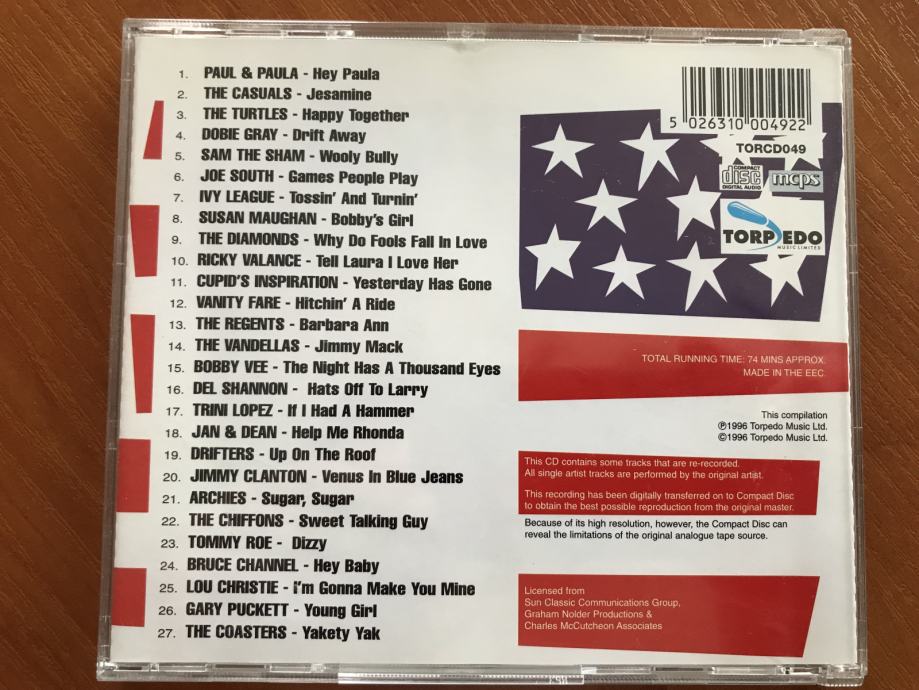 1. PAUL & PAULA - Hey Paula
2. THE CASUALS - Jesamine
3. THE TURTLES - Happy Together
4. DOBIE GRAY - Drift Away
5. SAM THE SHAM - Wooly Bully
6. JOE SOUTH - Games People Play
7. IVY LEAGUE - Tossin' And Turnin'
8. SUSAN MAUGHAN - Bobby's Girl
9. THE DIAMONDS - Why Do Fools Fall In Love
10. RICKY VALANCE - Tell Laura I Love Her
11. CUPID'S INSPIRATION - Yesterday Has Gone
12. VANITY FARE - Hitchin' A Ride
13. THE REGENTS - Barbara Ann
14. THE VANDELLAS - Jimmy Mack
15. BOBBY VEE - The Night Has A Thousand Eyes
16. DEL SHANNON - Hats Off To Larry
17. TRINI LOPEZ - If I Had A Hammer
18. JAN & DEAN - Help Me Rhonda
19. DRIFTERS - Up On The Roof
20. JIMMY CLANTON - Venus In Blue Jeans
21. ARCHIES - Sugar, Sugar
22. THE CHIFFONS - Sweet Talking Guy
23. TOMMY ROE - Dizzy
24. BRUCE CHANNEL - Hey Baby
25. LOU CHRISTIE - i'm Gonna Make You Mine
26. GARY PUCKETT - Young Girl
27. THE COASTERS - Yakety Yak
5 026310 004922
TORCD049
COMPACT
disc
DIGITAL AUDIO
mcps
TORPEDO
MUSIC LIMITED
TOTAL RUNNING TIME: 74 MINS APPROX.
MADE IN THE EEC
This compilation
℗1996 Torpedo Music Ltd.
©1996 Torpedo Music Ltd.
This CD contains some tracks that are re-recorded.
All single artist tracks are performed by the original artist.
This recording has been digitally transferred on to Compact Disc
to obtain the best possible reproduction from the original master.
Because of its high resolution, however, the Compact Disc can
reveal the limitations of the original analogue tape source.
Licensed from
Sun Classic Communications Group,
Graham Nolder Productions &
Charles McCutcheon Associates